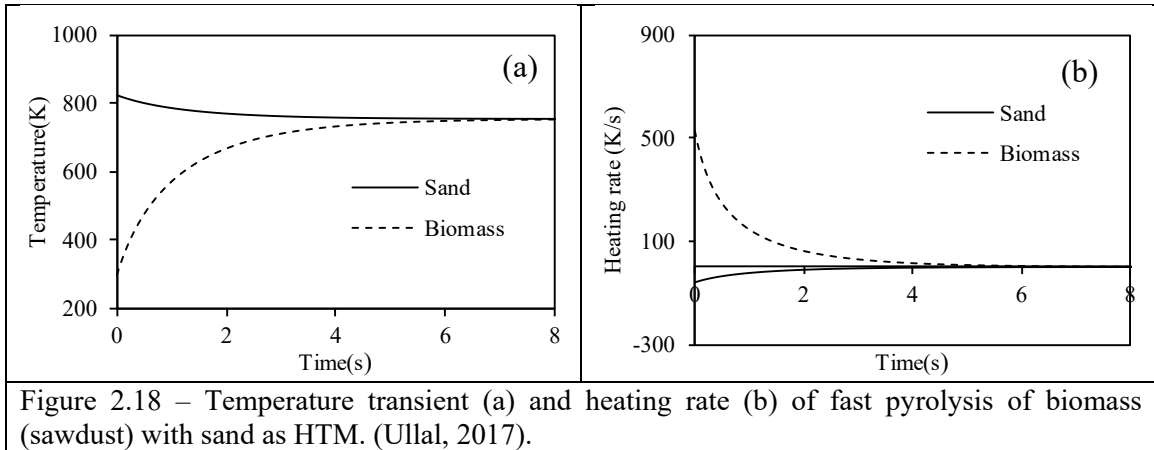 1000
800
600
400
200
Temperature(K)
(a)
Sand
Biomass
0 2 4 6 8
Time(s)
900
500
100
-300
Heating rate (K/s)
(b)
Sand
Biomass
0 2 4 6 8
Time(s)
Figure 2.18 – Temperature transient (a) and heating rate (b) of fast pyrolysis of biomass
(sawdust) with sand as HTM. (Ullal, 2017).